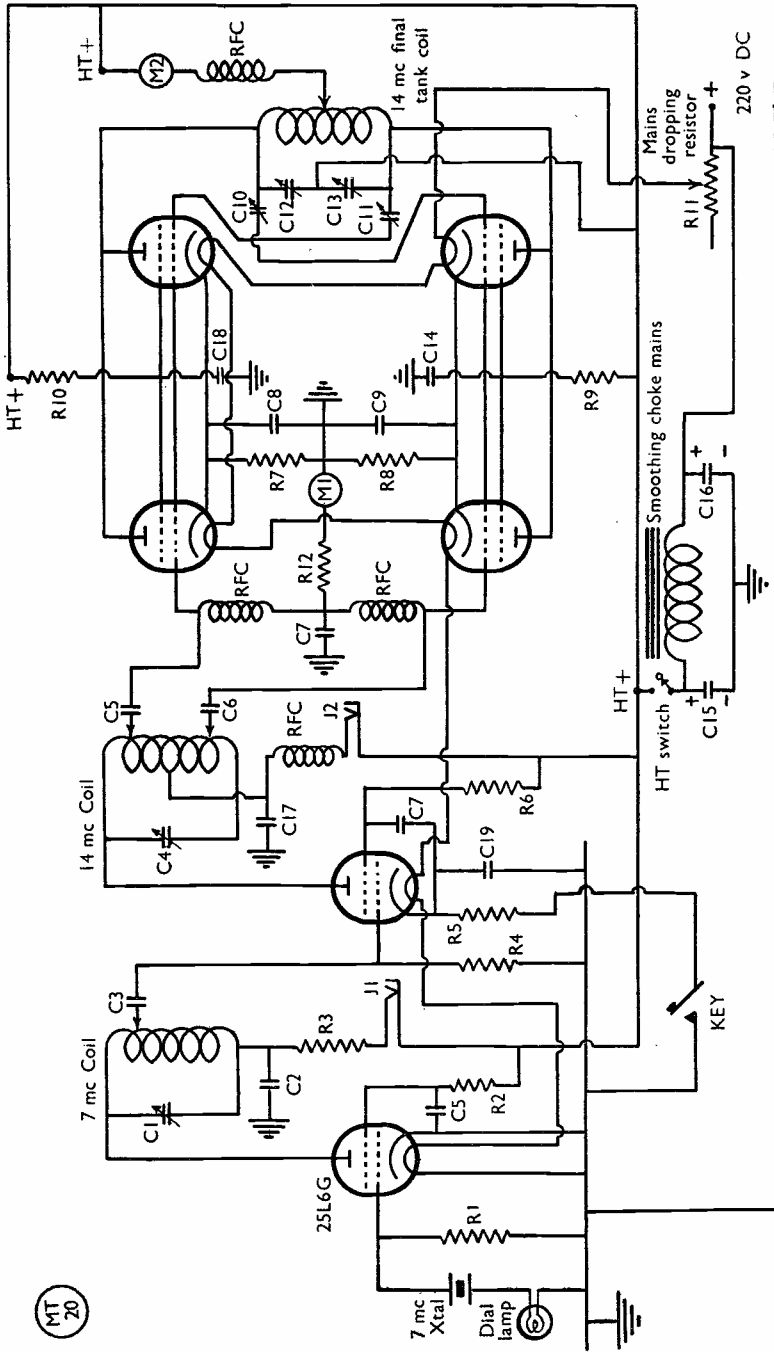 HT+
M2
RFC
14 mc final
tank coil
HT+
R10
C10
C12
C13
C11
C18
C14
R9
Mains
dropping
resistor
R11
+
220 v DC
C8
C9
R7
R8
M1
R12
RFC
C7
RFC
Smoothing choke mains
+
C16
−
HT+
HT switch
+
C15
−
C5
C6
14 mc Coil
C4
C17
RFC
J2
R6
C7
C19
R5
R4
KEY
7 mc Coil
C3
C1
C2
R3
J1
R2
C5
25L6G
R1
7 mc
Xtal
Dial
lamp
MT
20